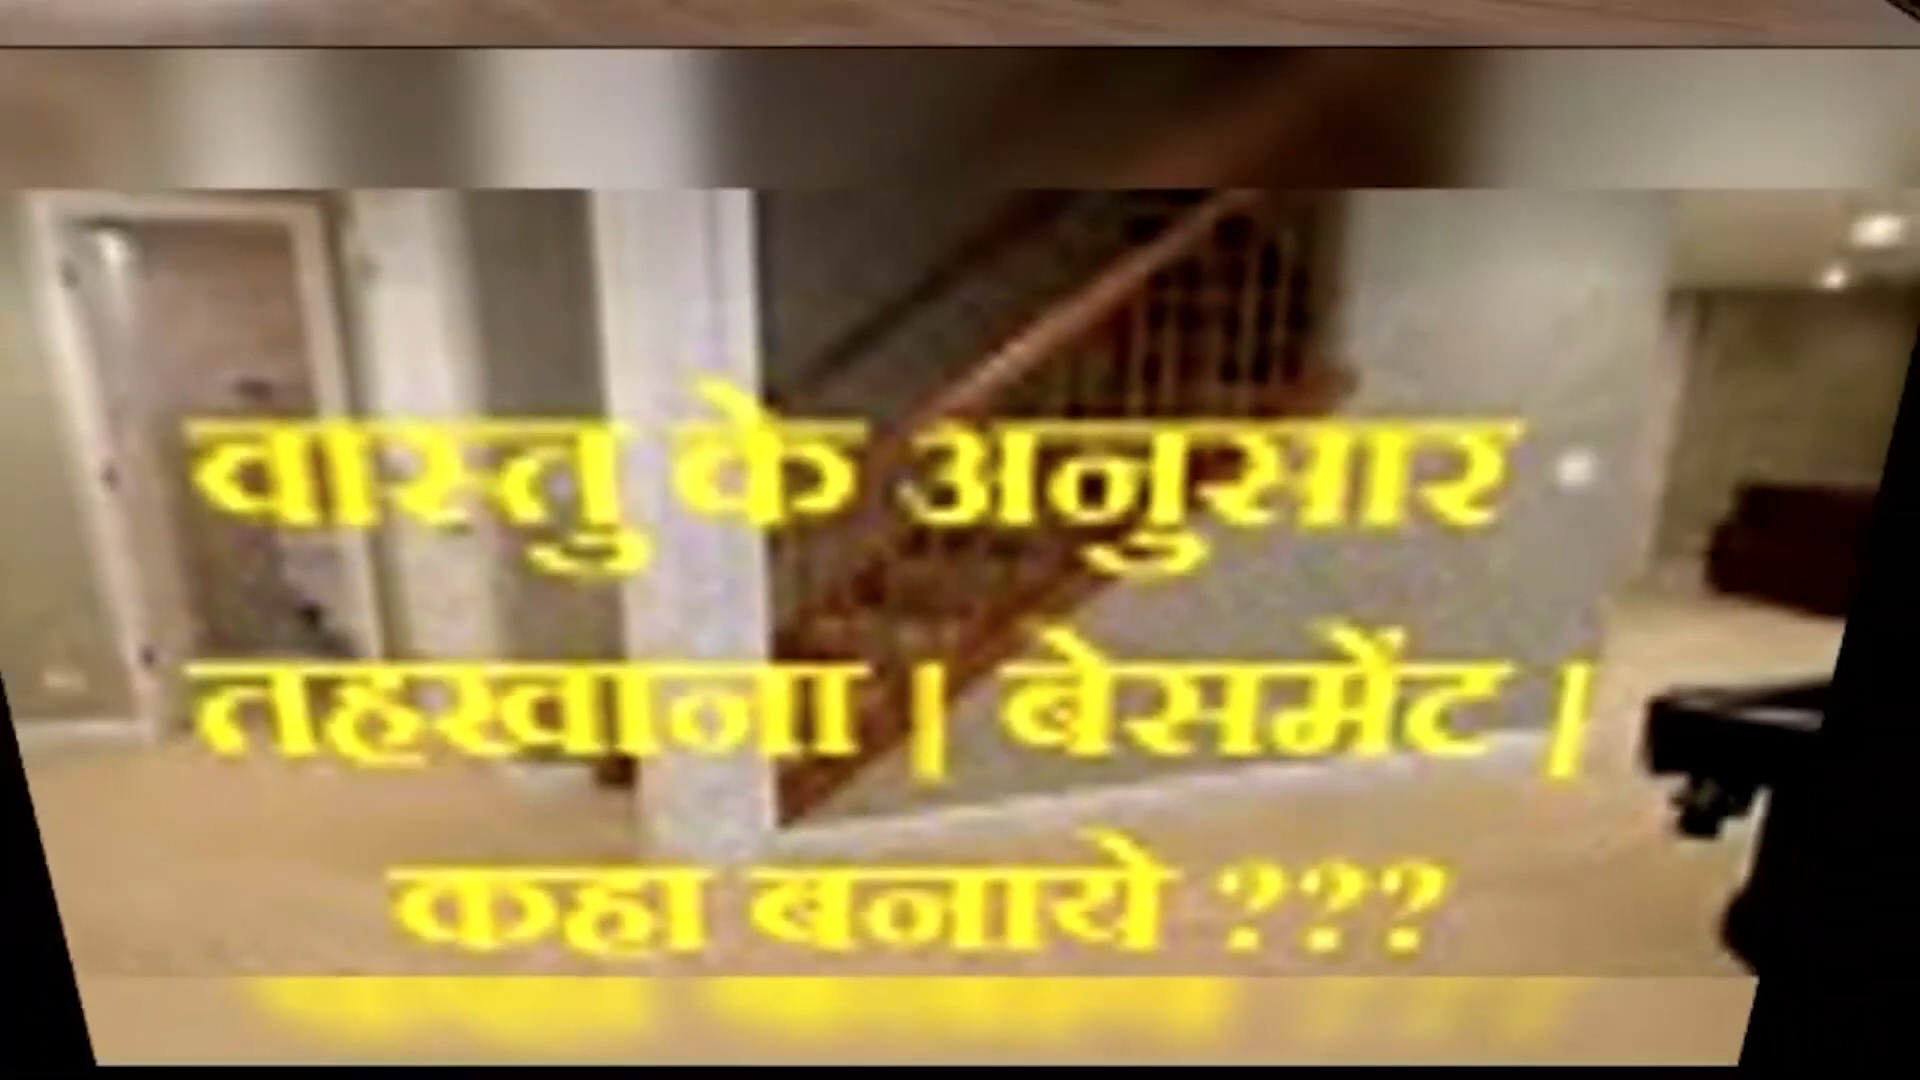 वास्तु के अनुसार
तहखाना | बेसमेंट |
कहा बनाये ???